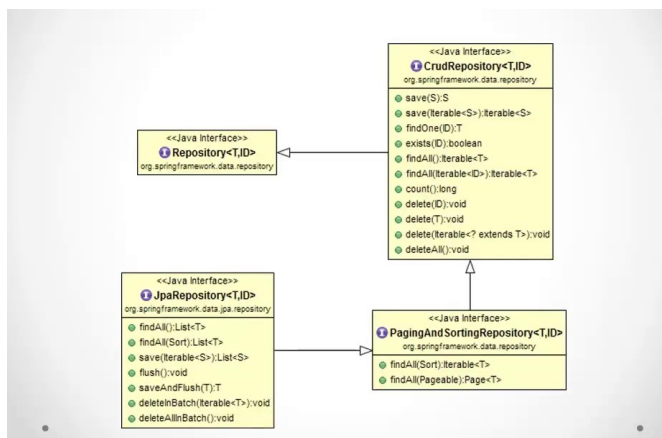 <<Java Interface>>
CrudRepository<T,ID>
org.springframework.data.repository
save(S):S
save(Iterable<S>):Iterable<S>
findOne(ID):T
exists(ID):boolean
findAll():Iterable<T>
findAll(Iterable<ID>):Iterable<T>
count():long
delete(ID):void
delete(T):void
delete(Iterable<? extends T>):void
deleteAll():void
<<Java Interface>>
Repository<T,ID>
org.springframework.data.repository
<<Java Interface>>
JpaRepository<T,ID>
org.springframework.data.jpa.repository
findAll():List<T>
findAll(Sort):List<T>
save(Iterable<S>):List<S>
flush():void
saveAndFlush(T):T
deleteInBatch(Iterable<T>):void
deleteAllInBatch():void
<<Java Interface>>
PagingAndSortingRepository<T,ID>
org.springframework.data.repository
findAll(Sort):Iterable<T>
findAll(Pageable):Page<T>